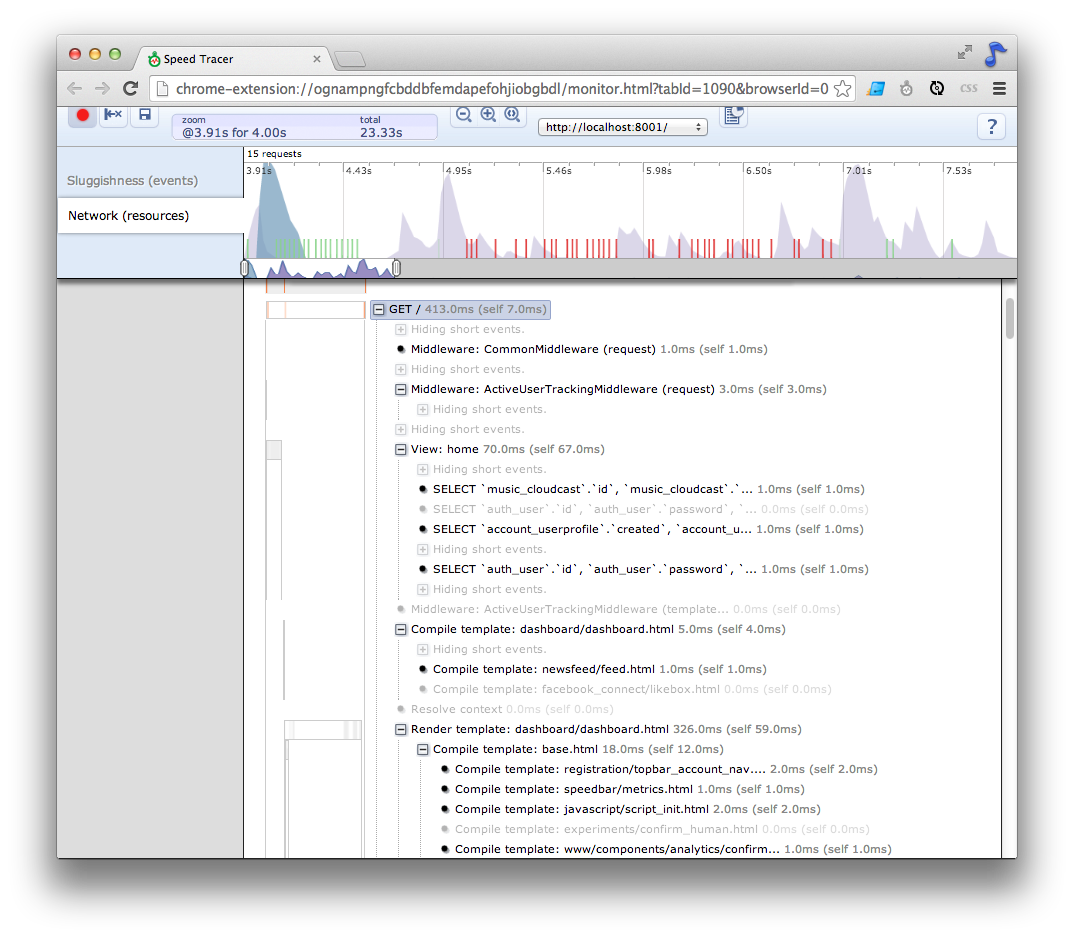 Speed Tracer
chrome-extension://ognampngfcbddbfemdapefohjiobgbdl/monitor.html?tabId=1090&browserId=0
CSS
zoom
@3.91s for 4.00s
total
23.33s
http://localhost:8001/
?
15 requests
3.91s 4.43s 4.95s 5.46s 5.98s 6.50s 7.01s 7.53s
Sluggishness (events)
Network (resources)
GET / 413.0ms (self 7.0ms)
Hiding short events.
Middleware: CommonMiddleware (request) 1.0ms (self 1.0ms)
Hiding short events.
Middleware: ActiveUserTrackingMiddleware (request) 3.0ms (self 3.0ms)
Hiding short events.
Hiding short events.
View: home 70.0ms (self 67.0ms)
Hiding short events.
SELECT `music_cloudcast`.`id`, `music_cloudcast`.`... 1.0ms (self 1.0ms)
SELECT `auth_user`.`id`, `auth_user`.`password`, `... 0.0ms (self 0.0ms)
SELECT `account_userprofile`.`created`, `account_u... 1.0ms (self 1.0ms)
Hiding short events.
SELECT `auth_user`.`id`, `auth_user`.`password`, `... 1.0ms (self 1.0ms)
Hiding short events.
Middleware: ActiveUserTrackingMiddleware (template... 0.0ms (self 0.0ms)
Compile template: dashboard/dashboard.html 5.0ms (self 4.0ms)
Hiding short events.
Compile template: newsfeed/feed.html 1.0ms (self 1.0ms)
Compile template: facebook_connect/likebox.html 0.0ms (self 0.0ms)
Resolve context 0.0ms (self 0.0ms)
Render template: dashboard/dashboard.html 326.0ms (self 59.0ms)
Compile template: base.html 18.0ms (self 12.0ms)
Compile template: registration/topbar_account_nav.... 2.0ms (self 2.0ms)
Compile template: speedbar/metrics.html 1.0ms (self 1.0ms)
Compile template: javascript/script_init.html 2.0ms (self 2.0ms)
Compile template: experiments/confirm_human.html 0.0ms (self 0.0ms)
Compile template: www/components/analytics/confirm... 1.0ms (self 1.0ms)